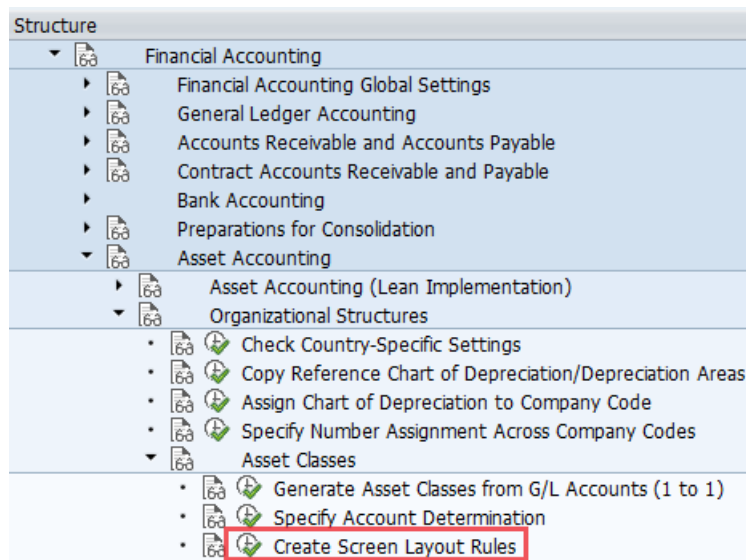 Structure
Financial Accounting
Financial Accounting Global Settings
General Ledger Accounting
Accounts Receivable and Accounts Payable
Contract Accounts Receivable and Payable
Bank Accounting
Preparations for Consolidation
Asset Accounting
Asset Accounting (Lean Implementation)
Organizational Structures
Check Country-Specific Settings
Copy Reference Chart of Depreciation/Depreciation Areas
Assign Chart of Depreciation to Company Code
Specify Number Assignment Across Company Codes
Asset Classes
Generate Asset Classes from G/L Accounts (1 to 1)
Specify Account Determination
Create Screen Layout Rules